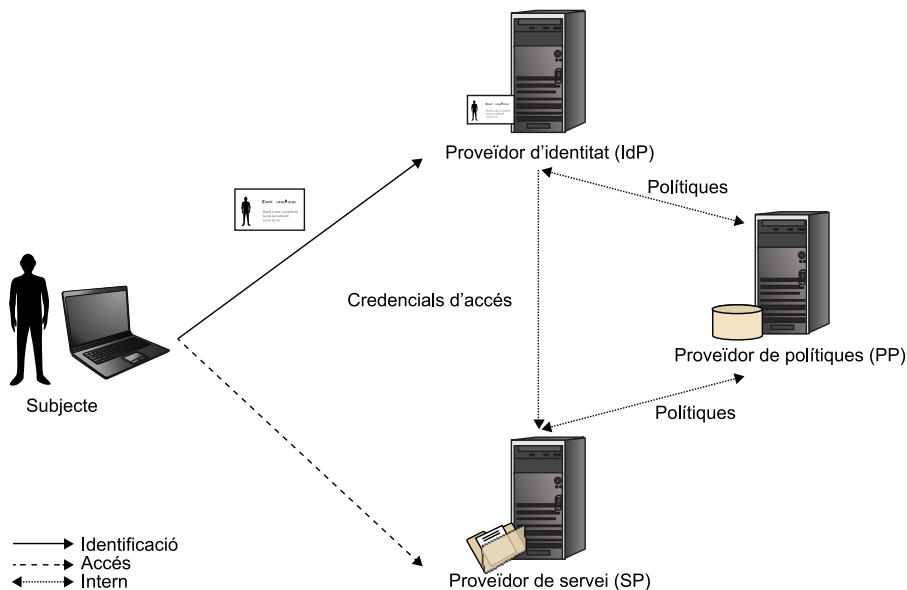 Proveïdor d'identitat (IdP)
Polítiques
Credencials d'accés
Proveïdor de polítiques (PP)
Subjecte
Polítiques
Identificació
Accés
Intern
Proveïdor de servei (SP)